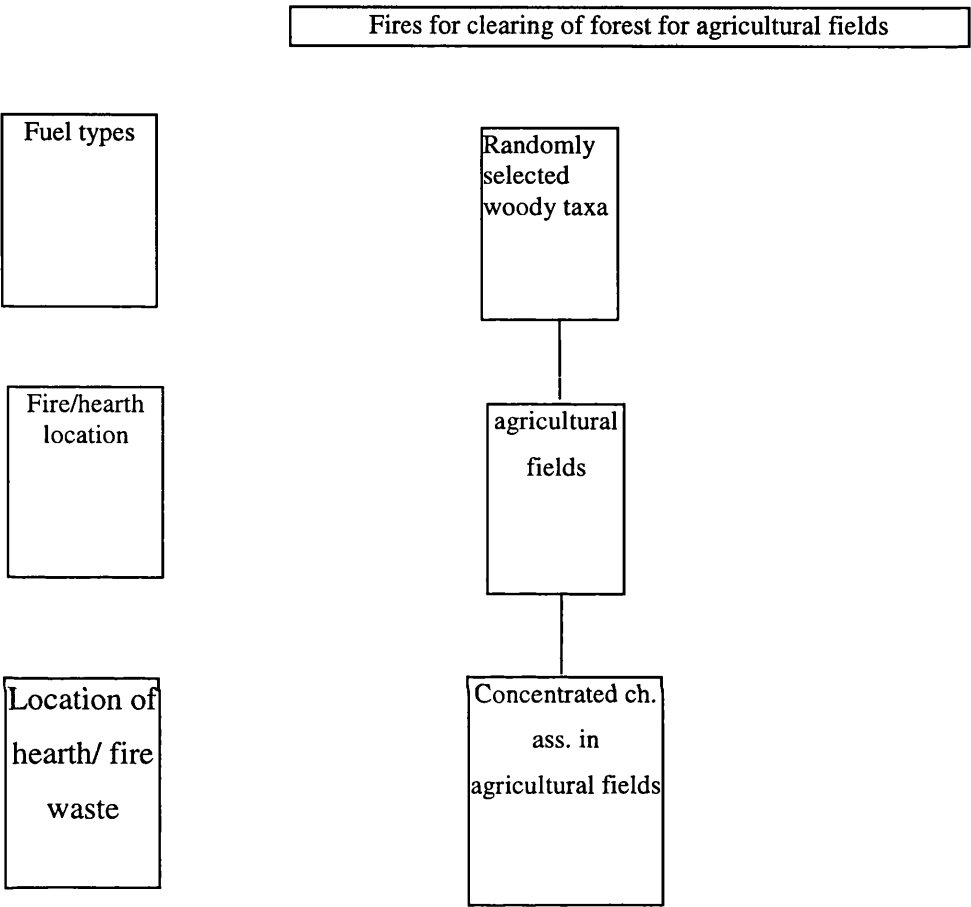 Fires for clearing of forest for agricultural fields
Fuel types
Randomly
selected
woody taxa
Fire/hearth
location
agricultural
fields
Location of
hearth/ fire
waste
Concentrated ch.
ass. in
agricultural fields